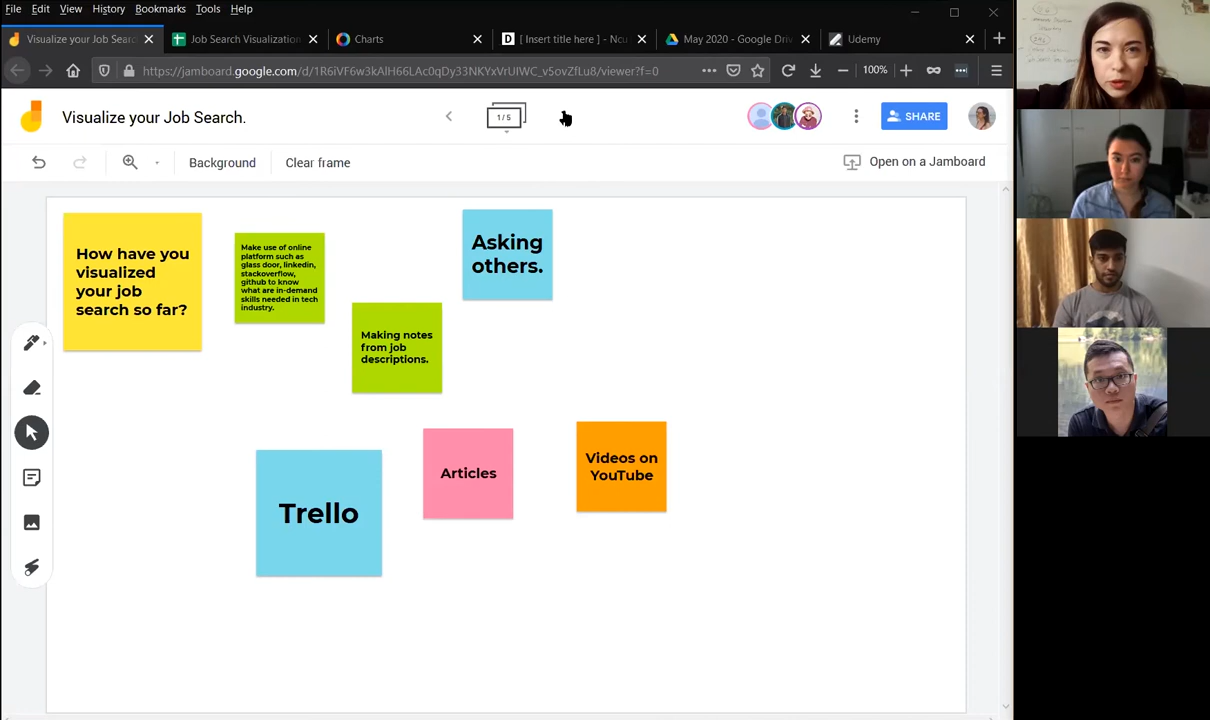 File Edit View History Bookmarks Tools Help
Visualize your Job Searc
Job Search Visualization
Charts
[ Insert title here ] - Ncu
May 2020 - Google Driv
Udemy
https://jamboard.google.com/d/1R6iVF6w3kAlH66LAc0qDy33NKYxVrUIWC_v5ovZfLu8/viewer?f=0
100%
Visualize your Job Search.
1/5
SHARE
Background
Clear frame
Open on a Jamboard
How have you
visualized
your job
search so far?
Make use of online
platform such as
glass door, linkedin,
stackoverflow,
github to know
what are in-demand
skills needed in tech
industry.
Asking
others.
Making notes
from job
descriptions.
Trello
Articles
Videos on
YouTube